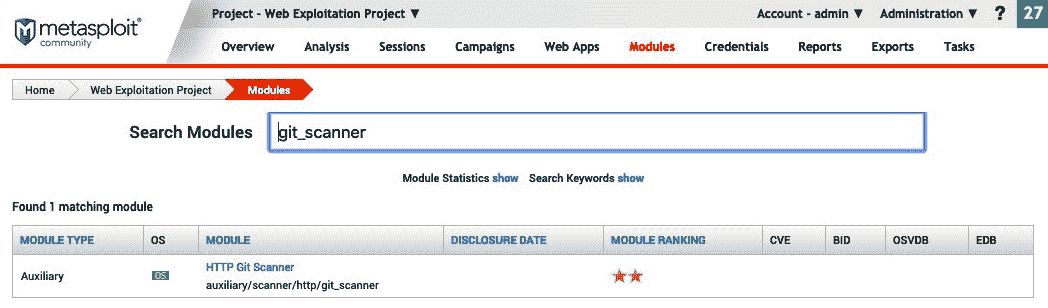 metasploit
community
Project - Web Exploitation Project ▼
Account - admin ▼ Administration ▼ ? 27
Overview Analysis Sessions Campaigns Web Apps Modules Credentials Reports Exports Tasks
Home Web Exploitation Project Modules
Search Modules git_scanner
Module Statistics show Search Keywords show
Found 1 matching module
MODULE TYPE OS MODULE DISCLOSURE DATE MODULE RANKING CVE BID OSVDB EDB
Auxiliary OS HTTP Git Scanner
auxiliary/scanner/http/git_scanner